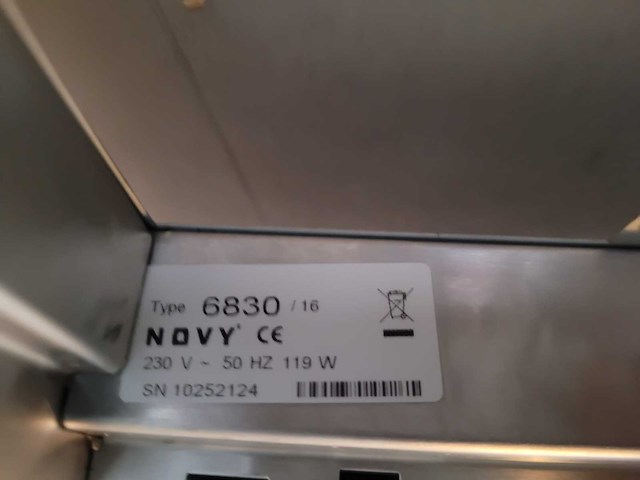 Type 6830 / 16
NOVY® CE
230 V ~ 50 HZ 119 W
SN 10252124